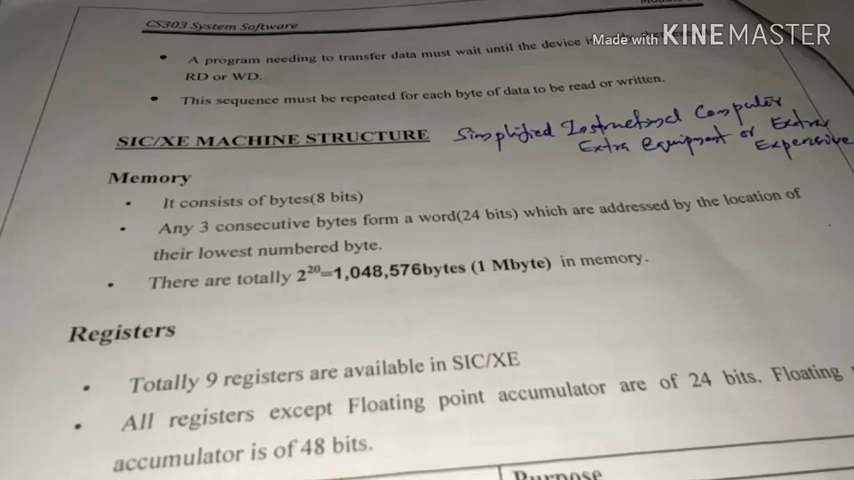 CS303 System Software
Made with KINEMASTER
• A program needing to transfer data must wait until the device
RD or WD.
• This sequence must be repeated for each byte of data to be read or written.
SIC/XE MACHINE STRUCTURE Simplified Instructional Computer
Extra Equipment or Extra
Expensive
Memory
• It consists of bytes(8 bits)
• Any 3 consecutive bytes form a word(24 bits) which are addressed by the location of
their lowest numbered byte.
• There are totally 2²⁰=1,048,576bytes (1 Mbyte) in memory.
Registers
• Totally 9 registers are available in SIC/XE
• All registers except Floating point accumulator are of 24 bits. Floating
accumulator is of 48 bits.
Purpose